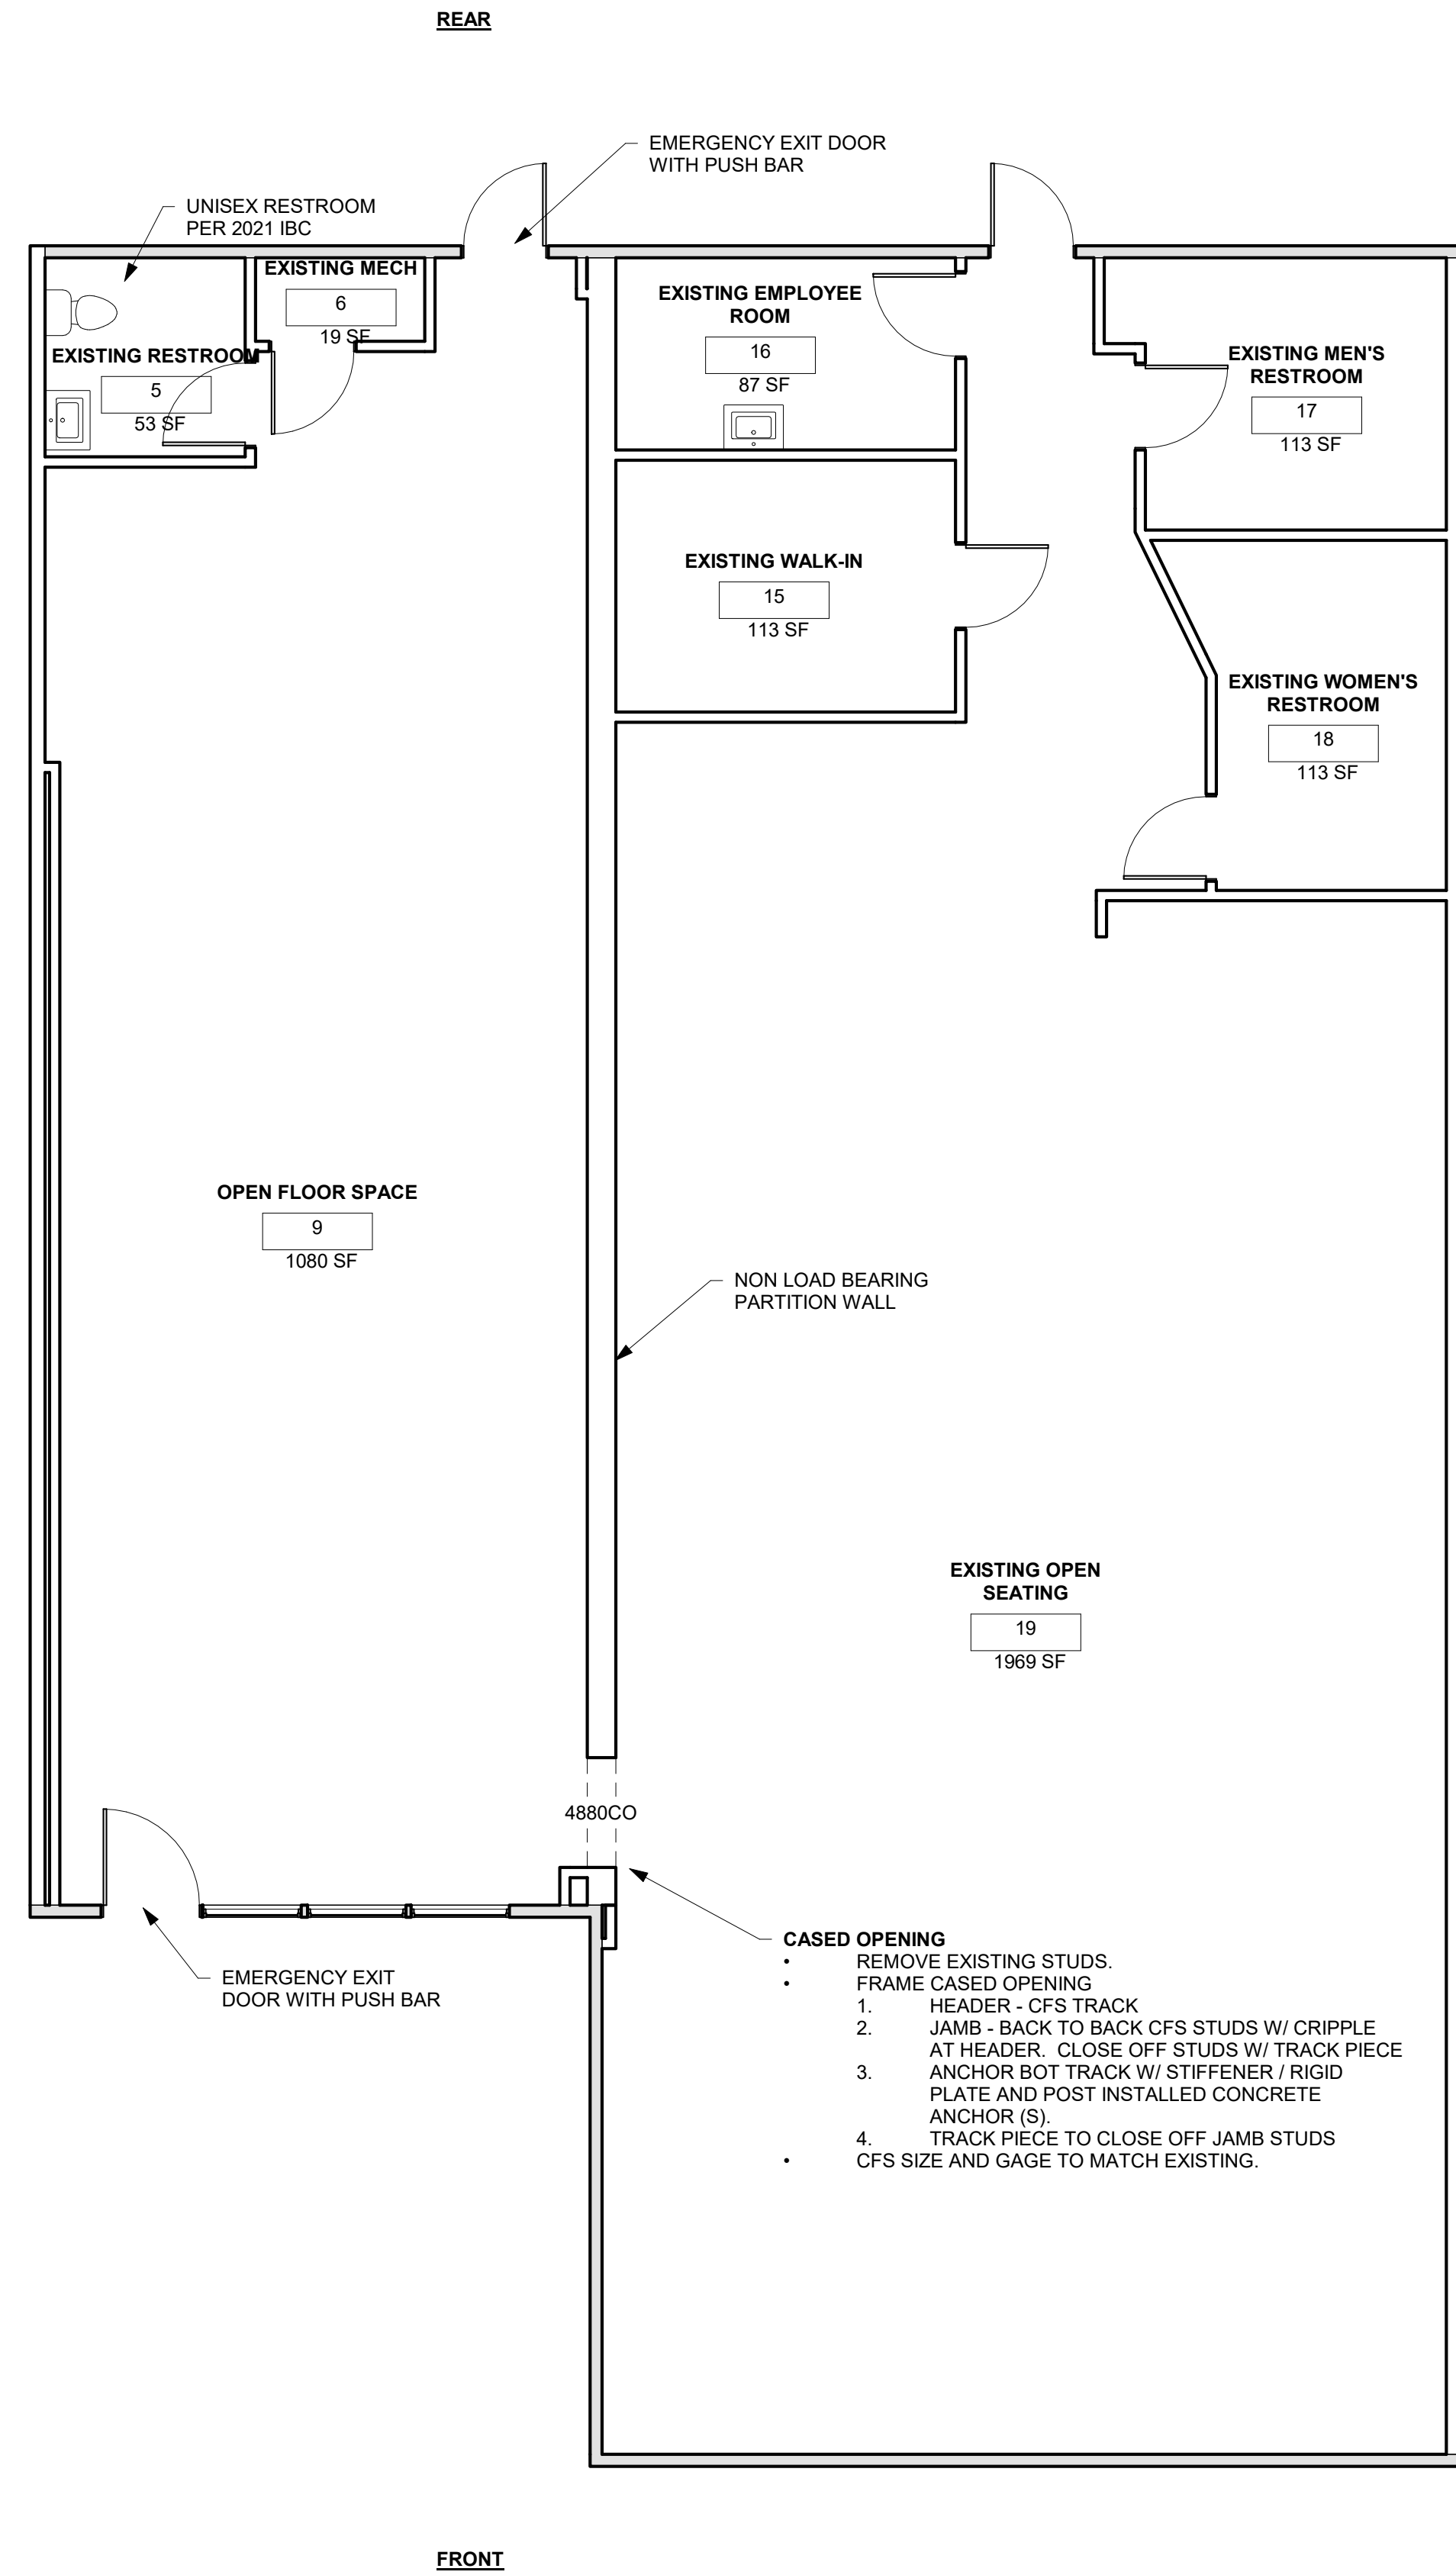 REAR
EMERGENCY EXIT DOOR
WITH PUSH BAR
UNISEX RESTROOM
PER 2021 IBC
EXISTING MECH
6
19 SF
EXISTING RESTROOM
5
53 SF
EXISTING EMPLOYEE
ROOM
16
87 SF
EXISTING MEN'S
RESTROOM
17
113 SF
EXISTING WALK-IN
15
113 SF
EXISTING WOMEN'S
RESTROOM
18
113 SF
OPEN FLOOR SPACE
9
1080 SF
NON LOAD BEARING
PARTITION WALL
EXISTING OPEN
SEATING
19
1969 SF
4880CO
EMERGENCY EXIT
DOOR WITH PUSH BAR
CASED OPENING
• REMOVE EXISTING STUDS.
• FRAME CASED OPENING
1. HEADER - CFS TRACK
2. JAMB - BACK TO BACK CFS STUDS W/ CRIPPLE
AT HEADER. CLOSE OFF STUDS W/ TRACK PIECE
3. ANCHOR BOT TRACK W/ STIFFENER / RIGID
PLATE AND POST INSTALLED CONCRETE
ANCHOR (S).
4. TRACK PIECE TO CLOSE OFF JAMB STUDS
• CFS SIZE AND GAGE TO MATCH EXISTING.
FRONT